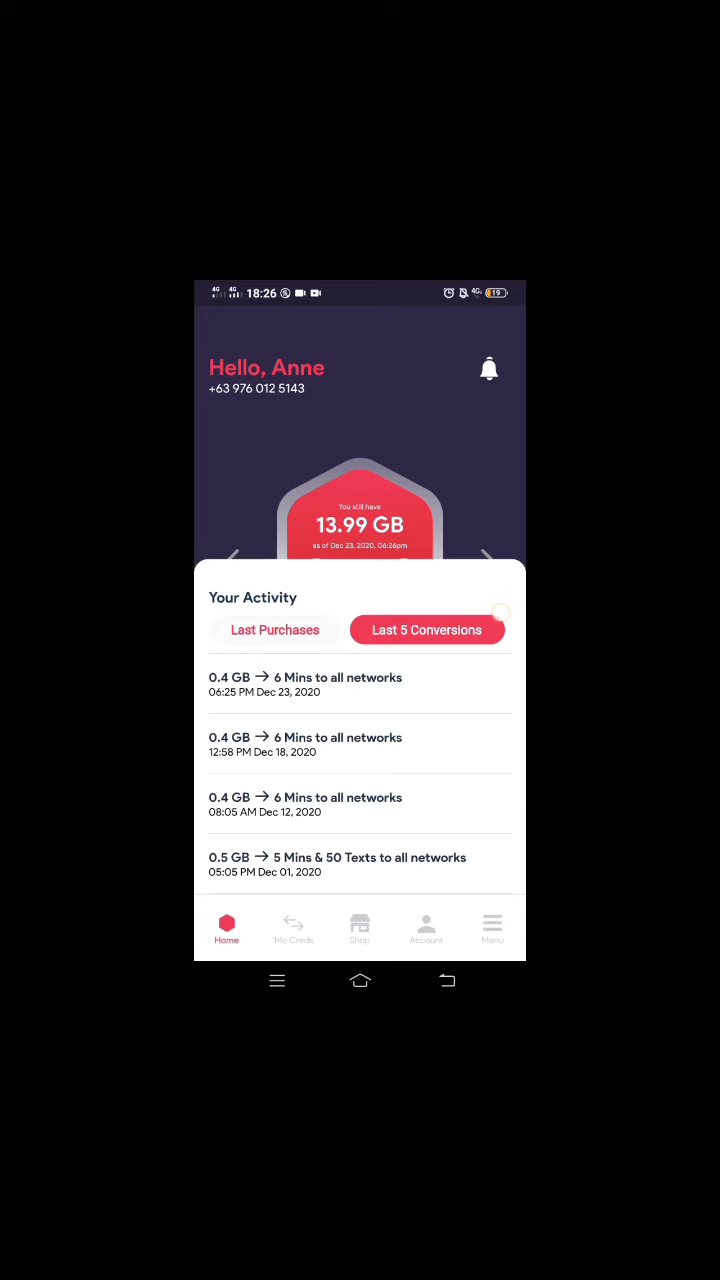 4G 4G 18:26 4G 19
Hello, Anne
+63 976 012 5143
You still have
13.99 GB
as of Dec 23, 2020, 06:26pm
Your Activity
Last Purchases Last 5 Conversions
0.4 GB → 6 Mins to all networks
06:25 PM Dec 23, 2020
0.4 GB → 6 Mins to all networks
12:58 PM Dec 18, 2020
0.4 GB → 6 Mins to all networks
08:05 AM Dec 12, 2020
0.5 GB → 5 Mins & 50 Texts to all networks
05:05 PM Dec 01, 2020
Home 'Mo Creds Shop Account Menu